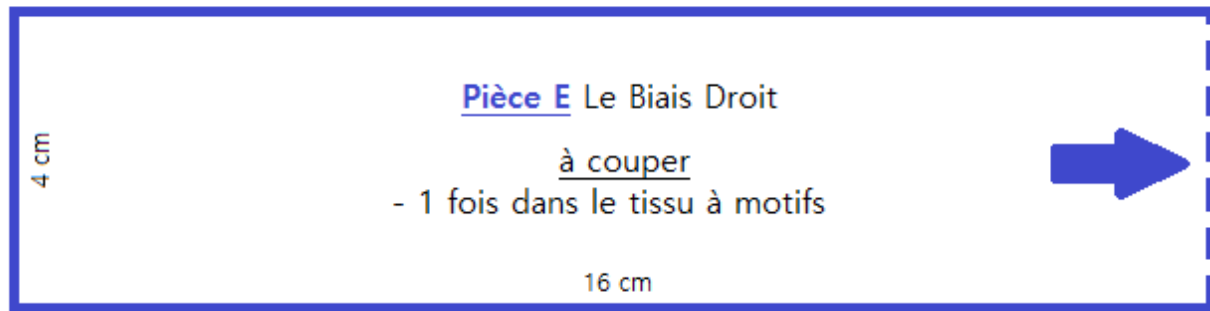 Pièce E Le Biais Droit
4 cm
à couper
- 1 fois dans le tissu à motifs
16 cm